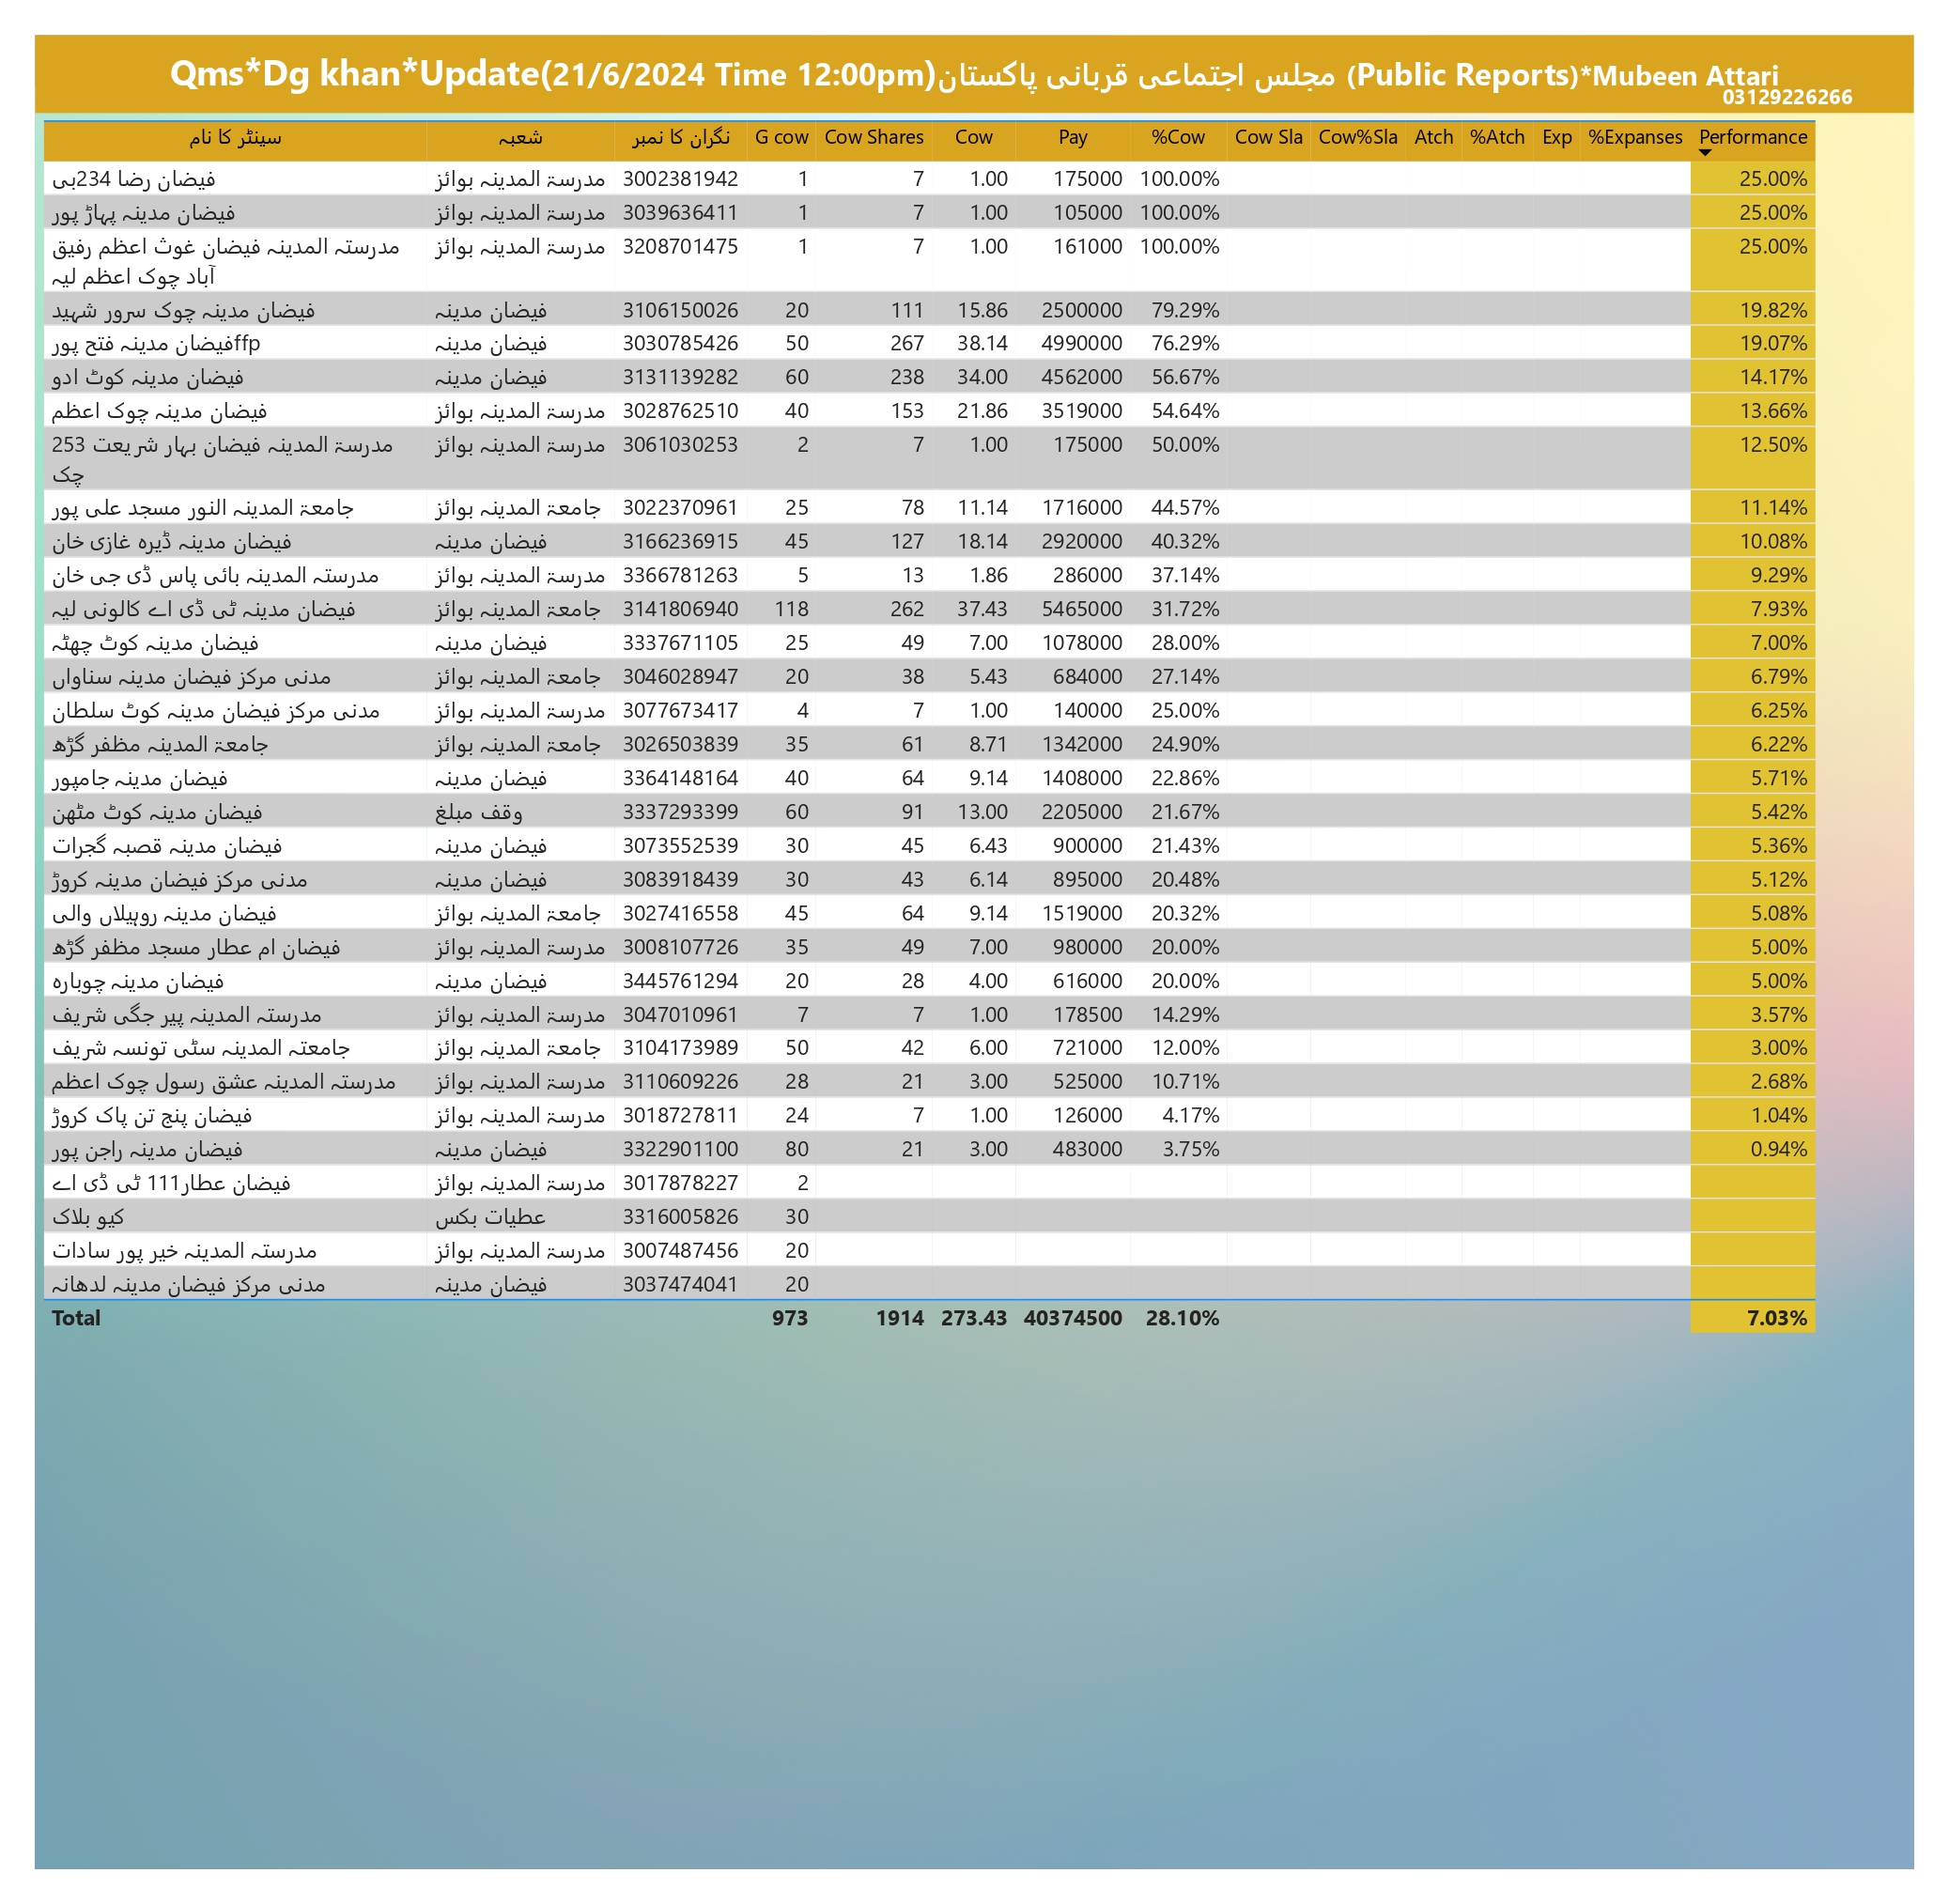 Qms*Dg khan*Update(21/6/2024 Time 12:00pm)مجلس اجتماعی قربانی پاکستان (Public Reports)*Mubeen Attari
03129226266
سینٹر کا نام شعبہ نگران کا نمبر G cow Cow Shares Cow Pay %Cow Cow Sla Cow%Sla Atch %Atch Exp %Expanses Performance
فیضان رضا 234بی مدرسۃ المدینہ بوائز 3002381942 1 7 1.00 175000 100.00% 25.00%
فیضان مدینہ پہاڑ پور مدرسۃ المدینہ بوائز 3039636411 1 7 1.00 105000 100.00% 25.00%
مدرستہ المدینہ فیضان غوث اعظم رفیق مدرسۃ المدینہ بوائز 3208701475 1 7 1.00 161000 100.00% 25.00%
آباد چوک اعظم لیہ
فیضان مدینہ چوک سرور شہید فیضان مدینہ 3106150026 20 111 15.86 2500000 79.29% 19.82%
فیضان مدینہ فتح پورffp فیضان مدینہ 3030785426 50 267 38.14 4990000 76.29% 19.07%
فیضان مدینہ کوٹ ادو فیضان مدینہ 3131139282 60 238 34.00 4562000 56.67% 14.17%
فیضان مدینہ چوک اعظم مدرسۃ المدینہ بوائز 3028762510 40 153 21.86 3519000 54.64% 13.66%
مدرسۃ المدینہ فیضان بہار شریعت 253 مدرسۃ المدینہ بوائز 3061030253 2 7 1.00 175000 50.00% 12.50%
چک
جامعۃ المدینہ النور مسجد علی پور جامعۃ المدینہ بوائز 3022370961 25 78 11.14 1716000 44.57% 11.14%
فیضان مدینہ ڈیرہ غازی خان فیضان مدینہ 3166236915 45 127 18.14 2920000 40.32% 10.08%
مدرستہ المدینہ بائی پاس ڈی جی خان مدرسۃ المدینہ بوائز 3366781263 5 13 1.86 286000 37.14% 9.29%
فیضان مدینہ ٹی ڈی اے کالونی لیہ جامعۃ المدینہ بوائز 3141806940 118 262 37.43 5465000 31.72% 7.93%
فیضان مدینہ کوٹ چھٹہ فیضان مدینہ 3337671105 25 49 7.00 1078000 28.00% 7.00%
مدنی مرکز فیضان مدینہ سناواں جامعۃ المدینہ بوائز 3046028947 20 38 5.43 684000 27.14% 6.79%
مدنی مرکز فیضان مدینہ کوٹ سلطان مدرسۃ المدینہ بوائز 3077673417 4 7 1.00 140000 25.00% 6.25%
جامعۃ المدینہ مظفر گڑھ جامعۃ المدینہ بوائز 3026503839 35 61 8.71 1342000 24.90% 6.22%
فیضان مدینہ جامپور فیضان مدینہ 3364148164 40 64 9.14 1408000 22.86% 5.71%
فیضان مدینہ کوٹ مٹھن وقف مبلغ 3337293399 60 91 13.00 2205000 21.67% 5.42%
فیضان مدینہ قصبہ گجرات فیضان مدینہ 3073552539 30 45 6.43 900000 21.43% 5.36%
مدنی مرکز فیضان مدینہ کروڑ فیضان مدینہ 3083918439 30 43 6.14 895000 20.48% 5.12%
فیضان مدینہ روہیلاں والی جامعۃ المدینہ بوائز 3027416558 45 64 9.14 1519000 20.32% 5.08%
فیضان ام عطار مسجد مظفر گڑھ مدرسۃ المدینہ بوائز 3008107726 35 49 7.00 980000 20.00% 5.00%
فیضان مدینہ چوبارہ فیضان مدینہ 3445761294 20 28 4.00 616000 20.00% 5.00%
مدرستہ المدینہ پیر جگی شریف مدرسۃ المدینہ بوائز 3047010961 7 7 1.00 178500 14.29% 3.57%
جامعتہ المدینہ سٹی تونسہ شریف جامعۃ المدینہ بوائز 3104173989 50 42 6.00 721000 12.00% 3.00%
مدرستہ المدینہ عشق رسول چوک اعظم مدرسۃ المدینہ بوائز 3110609226 28 21 3.00 525000 10.71% 2.68%
فیضان پنج تن پاک کروڑ مدرسۃ المدینہ بوائز 3018727811 24 7 1.00 126000 4.17% 1.04%
فیضان مدینہ راجن پور فیضان مدینہ 3322901100 80 21 3.00 483000 3.75% 0.94%
فیضان عطار111 ٹی ڈی اے مدرسۃ المدینہ بوائز 3017878227 2
کیو بلاک عطیات بکس 3316005826 30
مدرستہ المدینہ خیر پور سادات مدرسۃ المدینہ بوائز 3007487456 20
مدنی مرکز فیضان مدینہ لدھانہ فیضان مدینہ 3037474041 20
Total 973 1914 273.43 40374500 28.10% 7.03%